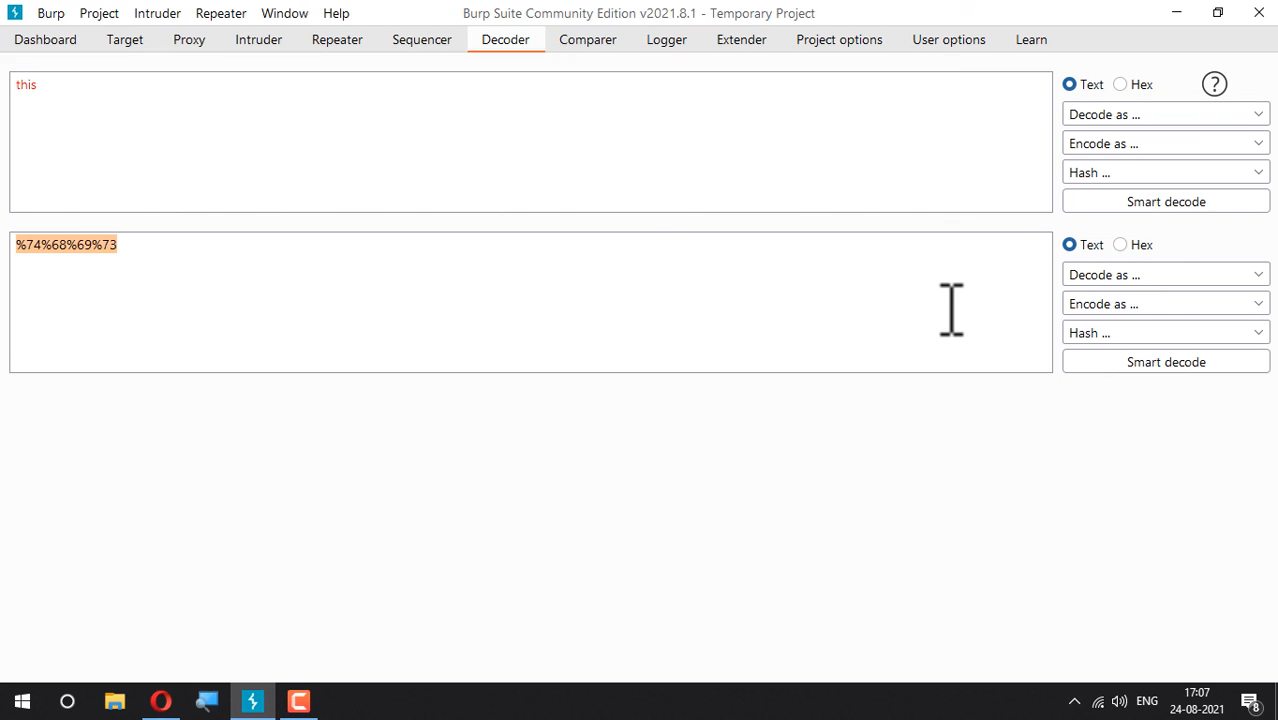 Burp Project Intruder Repeater Window Help Burp Suite Community Edition v2021.8.1 - Temporary Project
Dashboard Target Proxy Intruder Repeater Sequencer Decoder Comparer Logger Extender Project options User options Learn
this
Text Hex ?
Decode as ...
Encode as ...
Hash ...
Smart decode
%74%68%69%73
Text Hex
Decode as ...
Encode as ...
Hash ...
Smart decode
ENG
17:07
24-08-2021
8